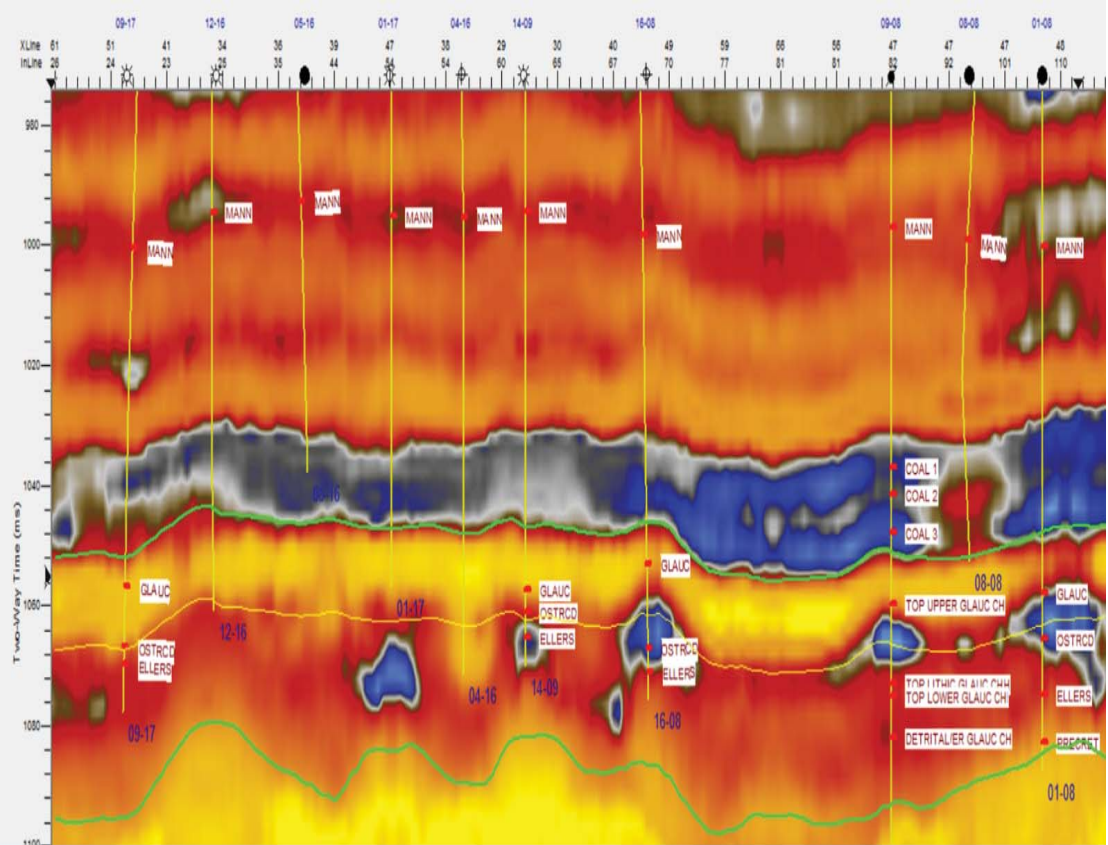 09-17 12-16 05-16 01-17 04-16 14-09 16-08 09-08 08-08 01-08
XLine 61 51 41 34 36 39 47 38 29 30 40 49 59 66 56 47 47 47 48
InLine 26 24 23 26 35 44 56 54 60 65 67 70 77 81 81 82 92 101 110
980
MANN
MANN
MANN
MANN
MANN
MANN
MANN
MANN
MANN
MANN
1000
1020
COAL 1
COAL 2
COAL 3
1040
GLAUC
GLAUC
GLAUC
08-08
GLAUC
1060
TOP UPPER GLAUC CH
01-17
OSTRCD
12-16
ELLERS
OSTRCD
OSTRCD
OSTRCD
ELLERS
ELLERS
TOP LITHIC GLAUC CHH
TOP LOWER GLAUC CH
ELLERS
04-16
14-09
16-08
09-17
1080
DETRITAL/ER GLAUC CH
PRECRET
01-08
1100
Two-Way Time (ms)